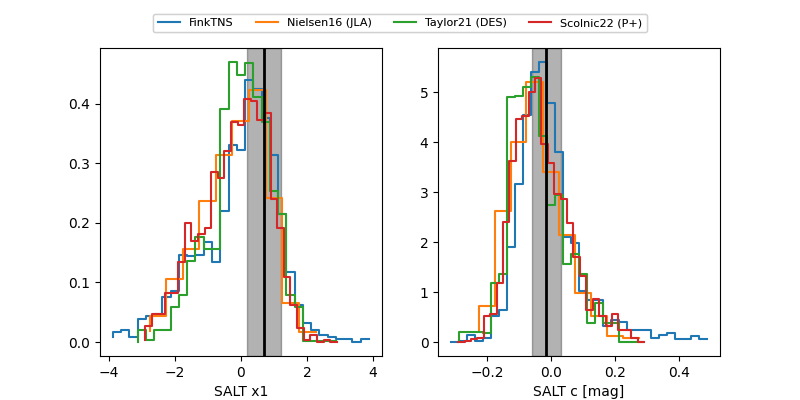 FinkTNS Nielsen16 (JLA) Taylor21 (DES) Scolnic22 (P+)
0.4
0.3
0.2
0.1
0.0
−4 −2 0 2 4
SALT x1
5
4
3
2
1
0
−0.2 0.0 0.2 0.4
SALT c [mag]